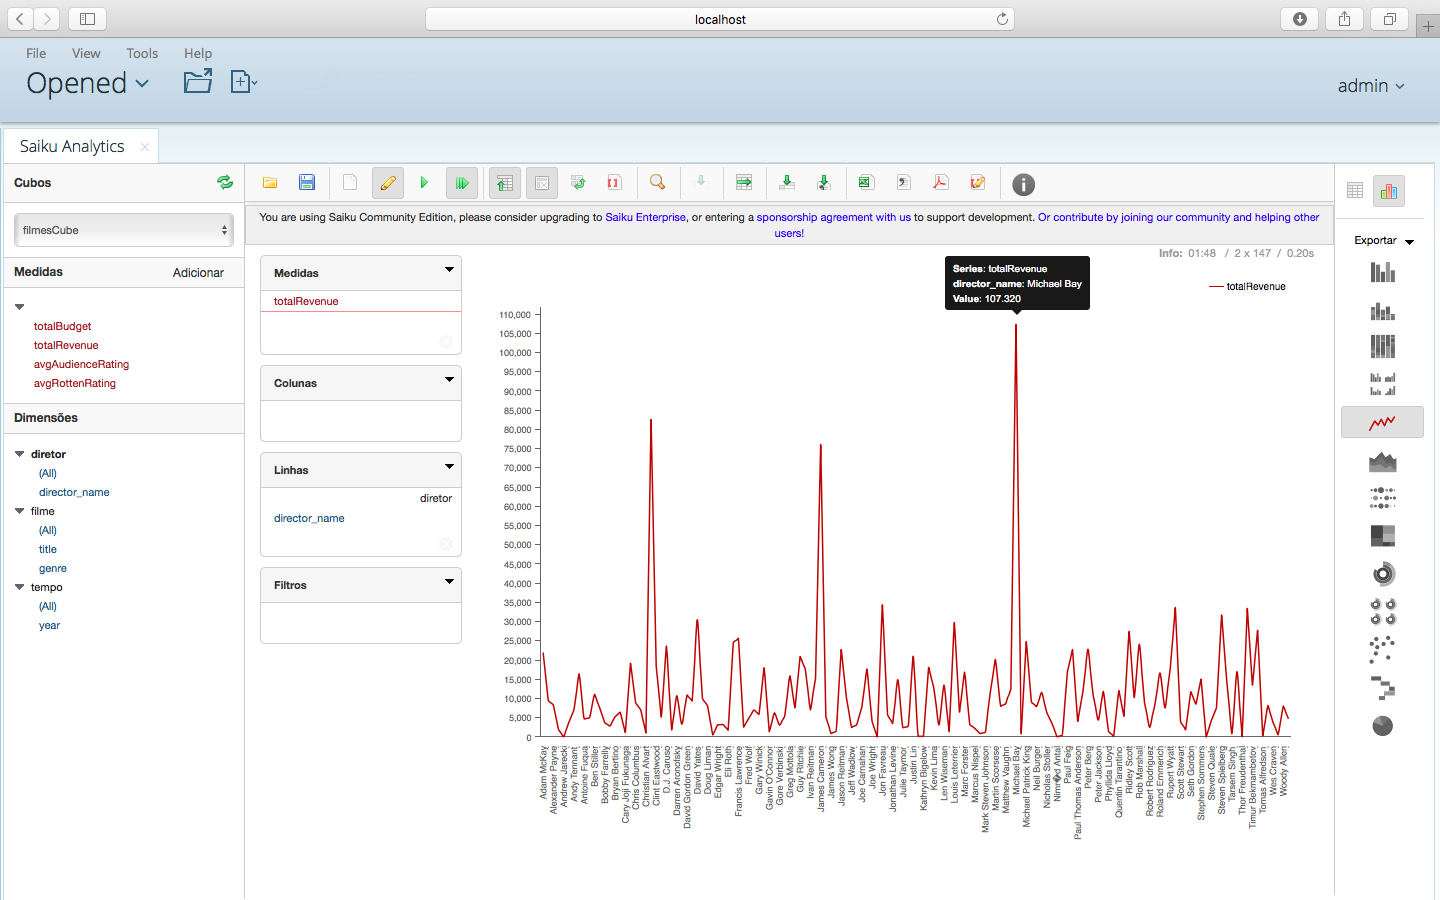 localhost
File View Tools Help
Opened
admin
Saiku Analytics
Cubos
filmesCube
Medidas Adicionar
totalBudget
totalRevenue
avgAudienceRating
avgRottenRating
Dimensões
diretor
(All)
director_name
filme
(All)
title
genre
tempo
(All)
year
You are using Saiku Community Edition, please consider upgrading to Saiku Enterprise, or entering a sponsorship agreement with us to support development. Or contribute by joining our community and helping other
users!
Medidas
totalRevenue
Colunas
Linhas
diretor
director_name
Filtros
Info: 01:48 / 2 x 147 / 0.20s
Series: totalRevenue
director_name: Michael Bay
Value: 107.320
totalRevenue
110,000
105,000
100,000
95,000
90,000
85,000
80,000
75,000
70,000
65,000
60,000
55,000
50,000
45,000
40,000
35,000
30,000
25,000
20,000
15,000
10,000
5,000
0
Adam McKay
Alexander Payne
Andrew Jarecki
Andy Tennant
Antoine Fuqua
Ben Stiller
Bobby Farrelly
Bryan Bertino
Cary Joji Fukunaga
Chris Columbus
Christian Alvart
Clint Eastwood
D.J. Caruso
Darren Aronofsky
David Gordon Green
David Yates
Doug Liman
Edgar Wright
Eli Roth
Francis Lawrence
Fred Wolf
Gary Winick
Gavin O'Connor
Gore Verbinski
Greg Mottola
Guy Ritchie
Ivan Reitman
James Cameron
James Wong
Jason Reitman
Jeff Wadlow
Joe Carnahan
Joe Wright
Jon Favreau
Jonathan Levine
Julie Taymor
Justin Lin
Kathryn Bigelow
Kevin Lima
Len Wiseman
Louis Leterrier
Marc Forster
Marcus Nispel
Mark Steven Johnson
Martin Scorsese
Matthew Vaughn
Michael Bay
Michael Patrick King
Neil Burger
Nicholas Stoller
Nimr�d Antal
Paul Feig
Paul Thomas Anderson
Peter Berg
Peter Jackson
Phyllida Lloyd
Quentin Tarantino
Ridley Scott
Rob Marshall
Robert Rodriguez
Roland Emmerich
Rupert Wyatt
Scott Stewart
Seth Gordon
Stephen Sommers
Steven Quale
Steven Spielberg
Tarsem Singh
Thor Freudenthal
Timur Bekmambetov
Tomas Alfredson
Wes Craven
Woody Allen
Exportar